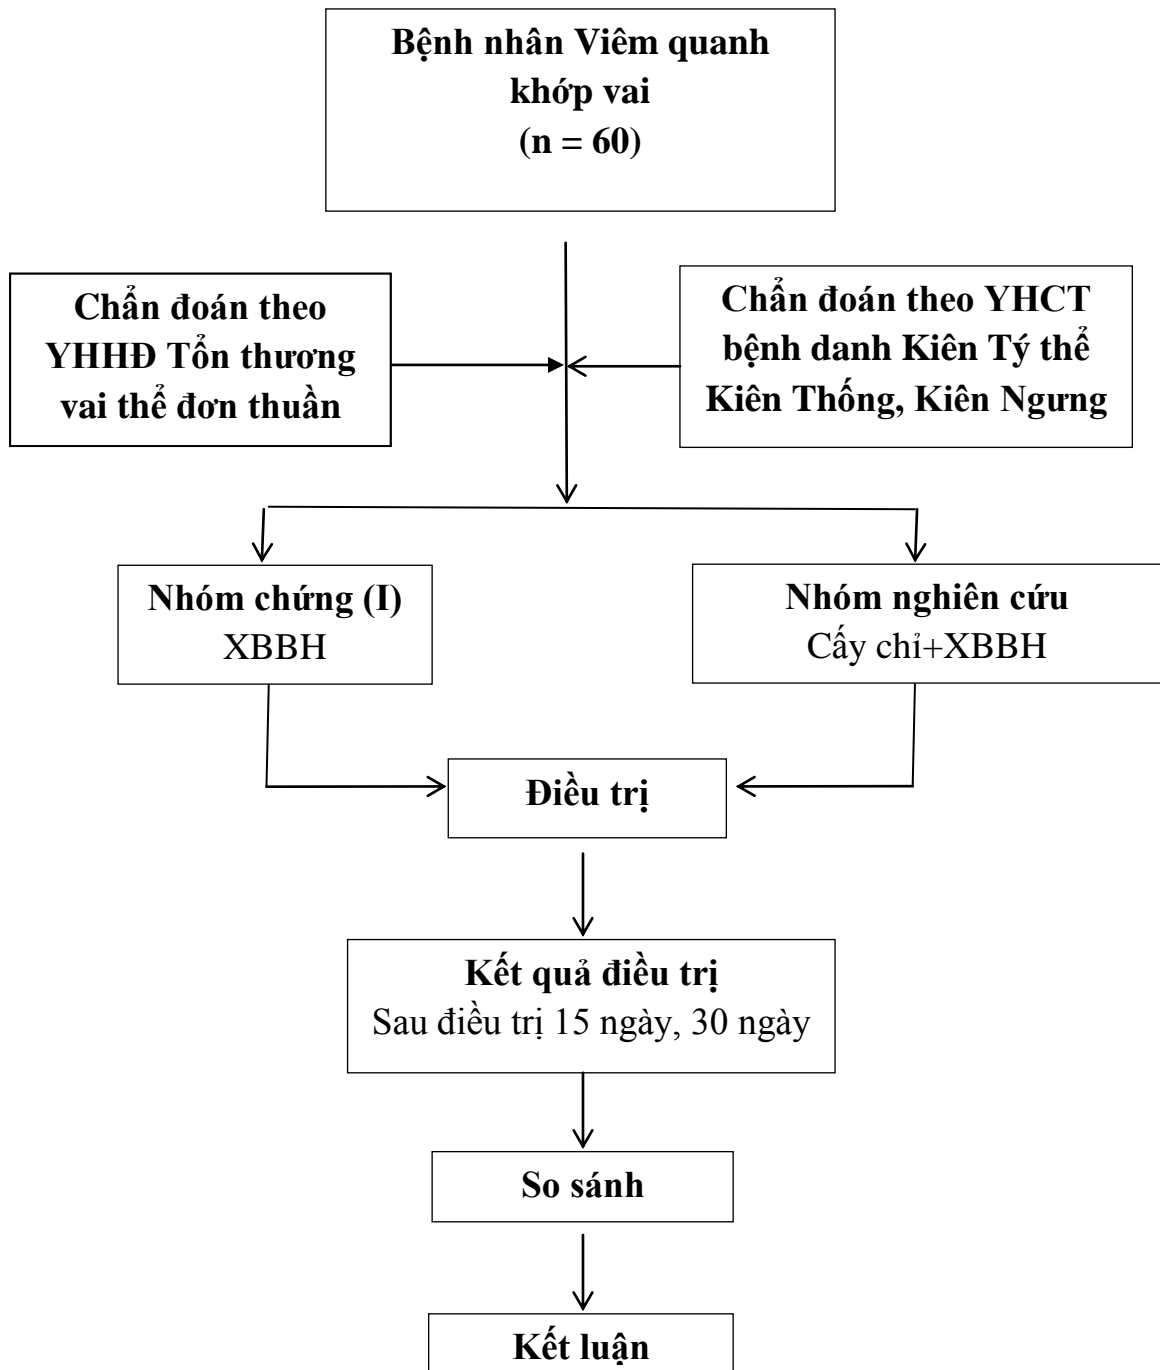 Bệnh nhân Viêm quanh
khớp vai
(n = 60)
Chẩn đoán theo
YHHĐ Tổn thương
vai thể đơn thuần
Chẩn đoán theo YHCT
bệnh danh Kiên Tý thể
Kiên Thống, Kiên Ngưng
Nhóm chứng (I)
XBBH
Nhóm nghiên cứu
Cấy chỉ+XBBH
Điều trị
Kết quả điều trị
Sau điều trị 15 ngày, 30 ngày
So sánh
Kết luận